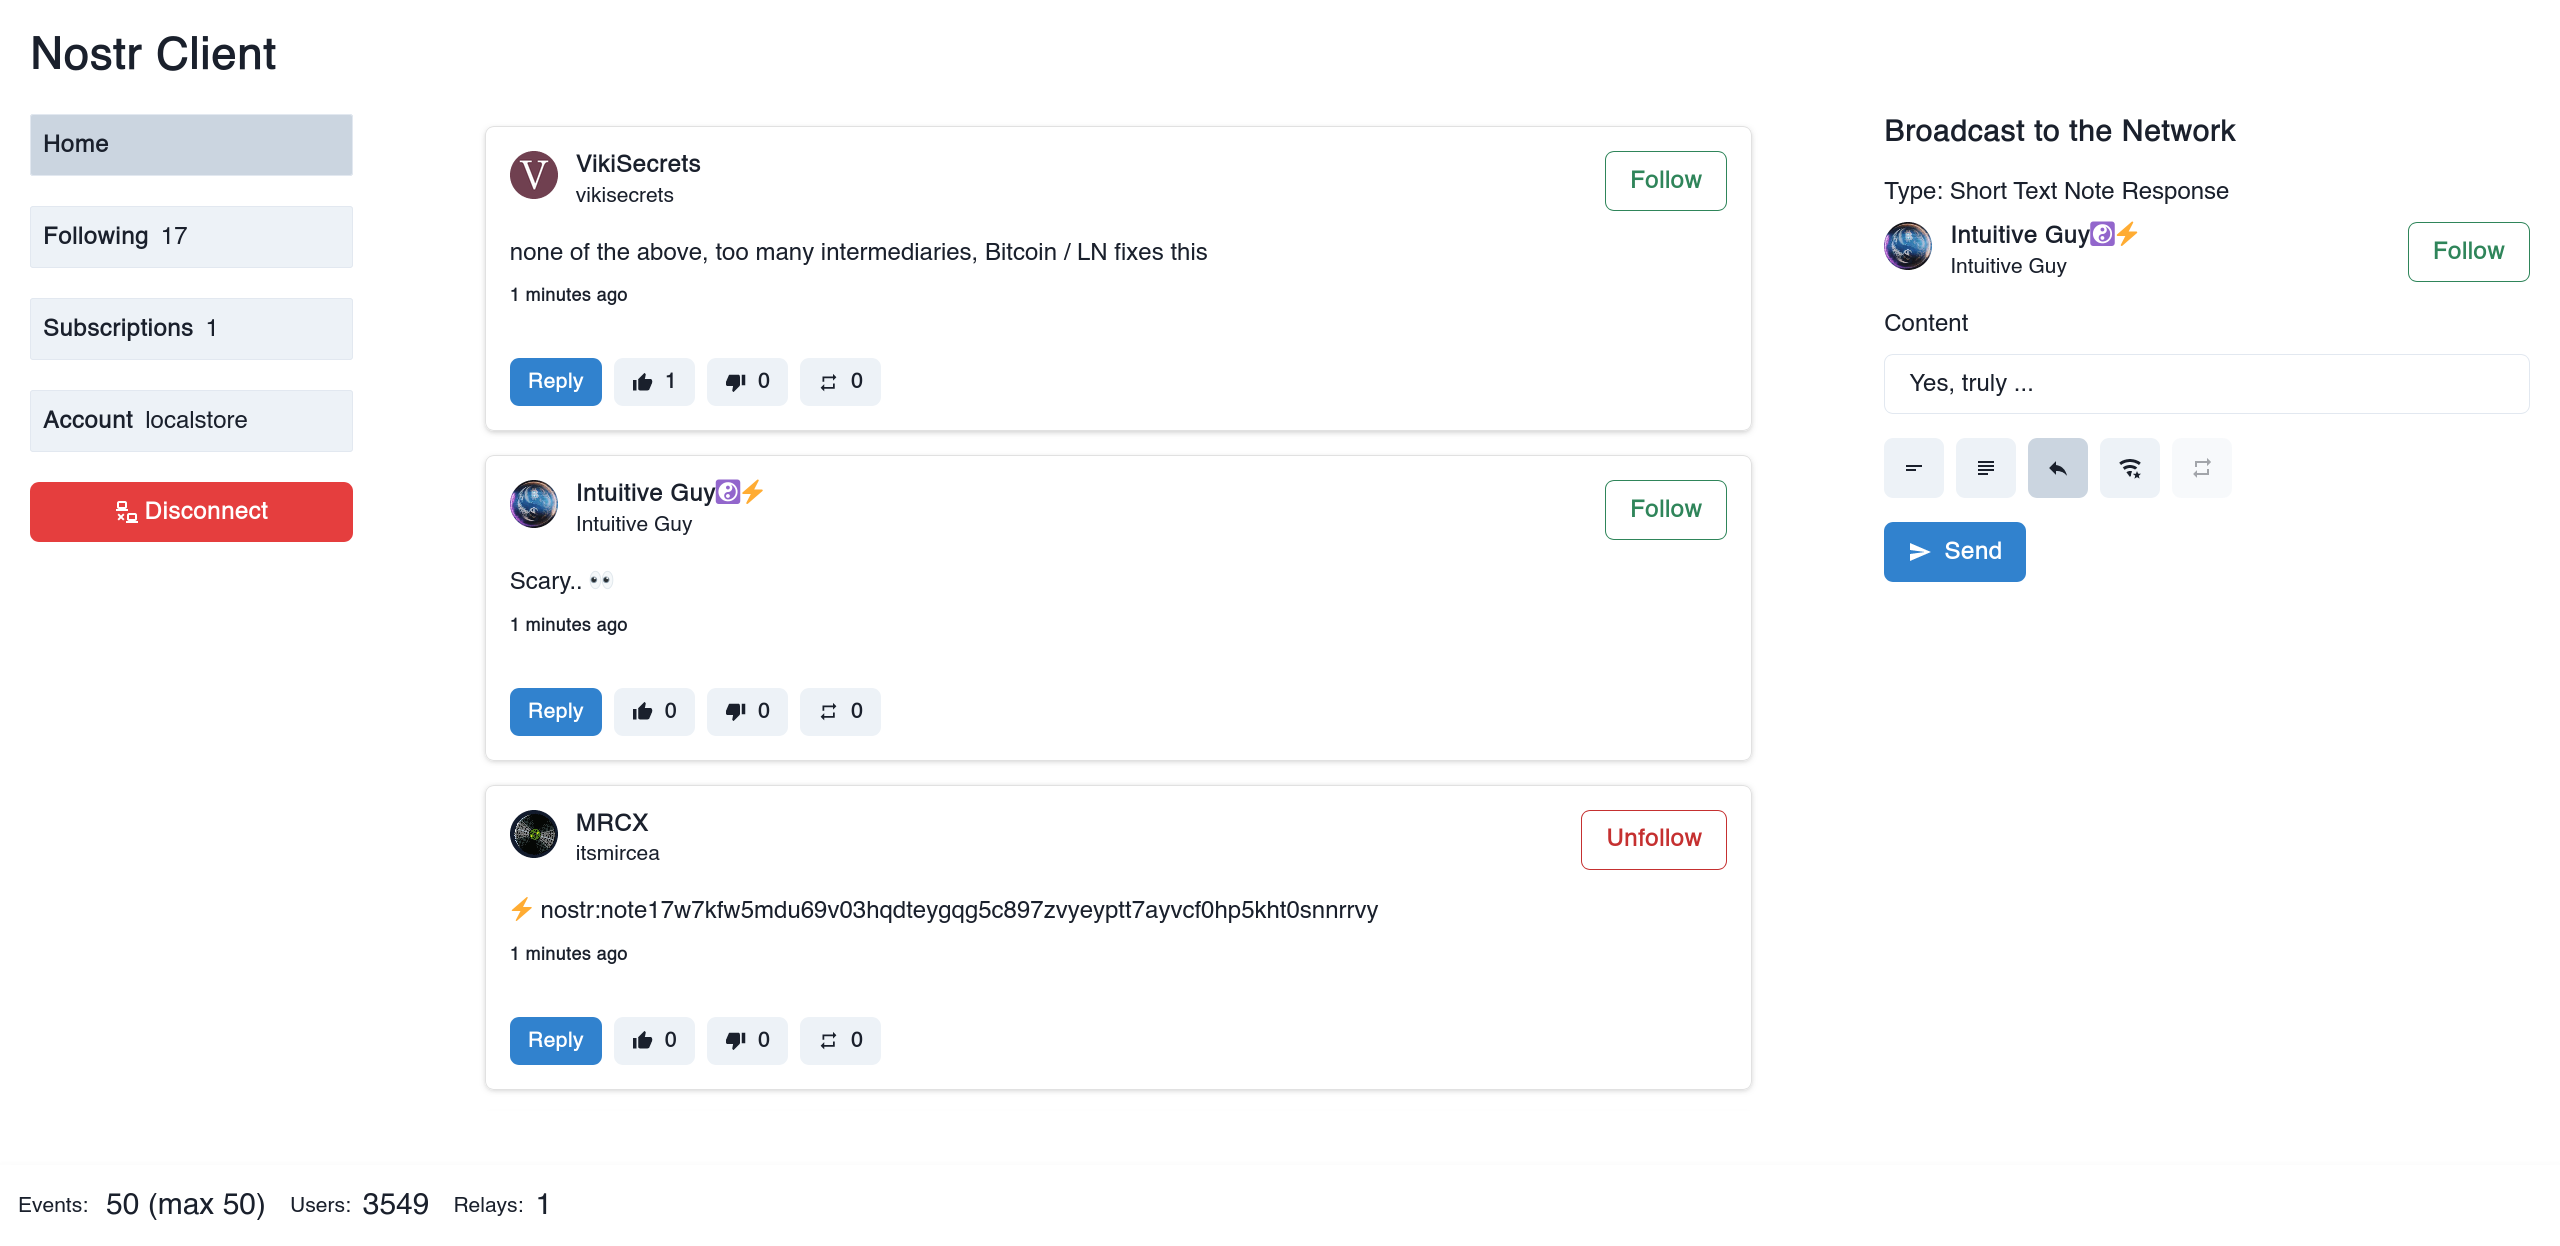 Nostr Client
Home
Following 17
Subscriptions 1
Account localstore
Disconnect
V
VikiSecrets
vikisecrets
Follow
none of the above, too many intermediaries, Bitcoin / LN fixes this
1 minutes ago
Reply 1 0 0
Intuitive Guy☯️⚡
Intuitive Guy
Follow
Scary.. 👀
1 minutes ago
Reply 0 0 0
MRCX
itsmircea
Unfollow
⚡ nostr:note17w7kfw5mdu69v03hqdteygqg5c897zvyeyptt7ayvcf0hp5kht0snnrrvy
1 minutes ago
Reply 0 0 0
Broadcast to the Network
Type: Short Text Note Response
Intuitive Guy☯️⚡
Intuitive Guy
Follow
Content
Yes, truly ...
Send
Events: 50 (max 50) Users: 3549 Relays: 1